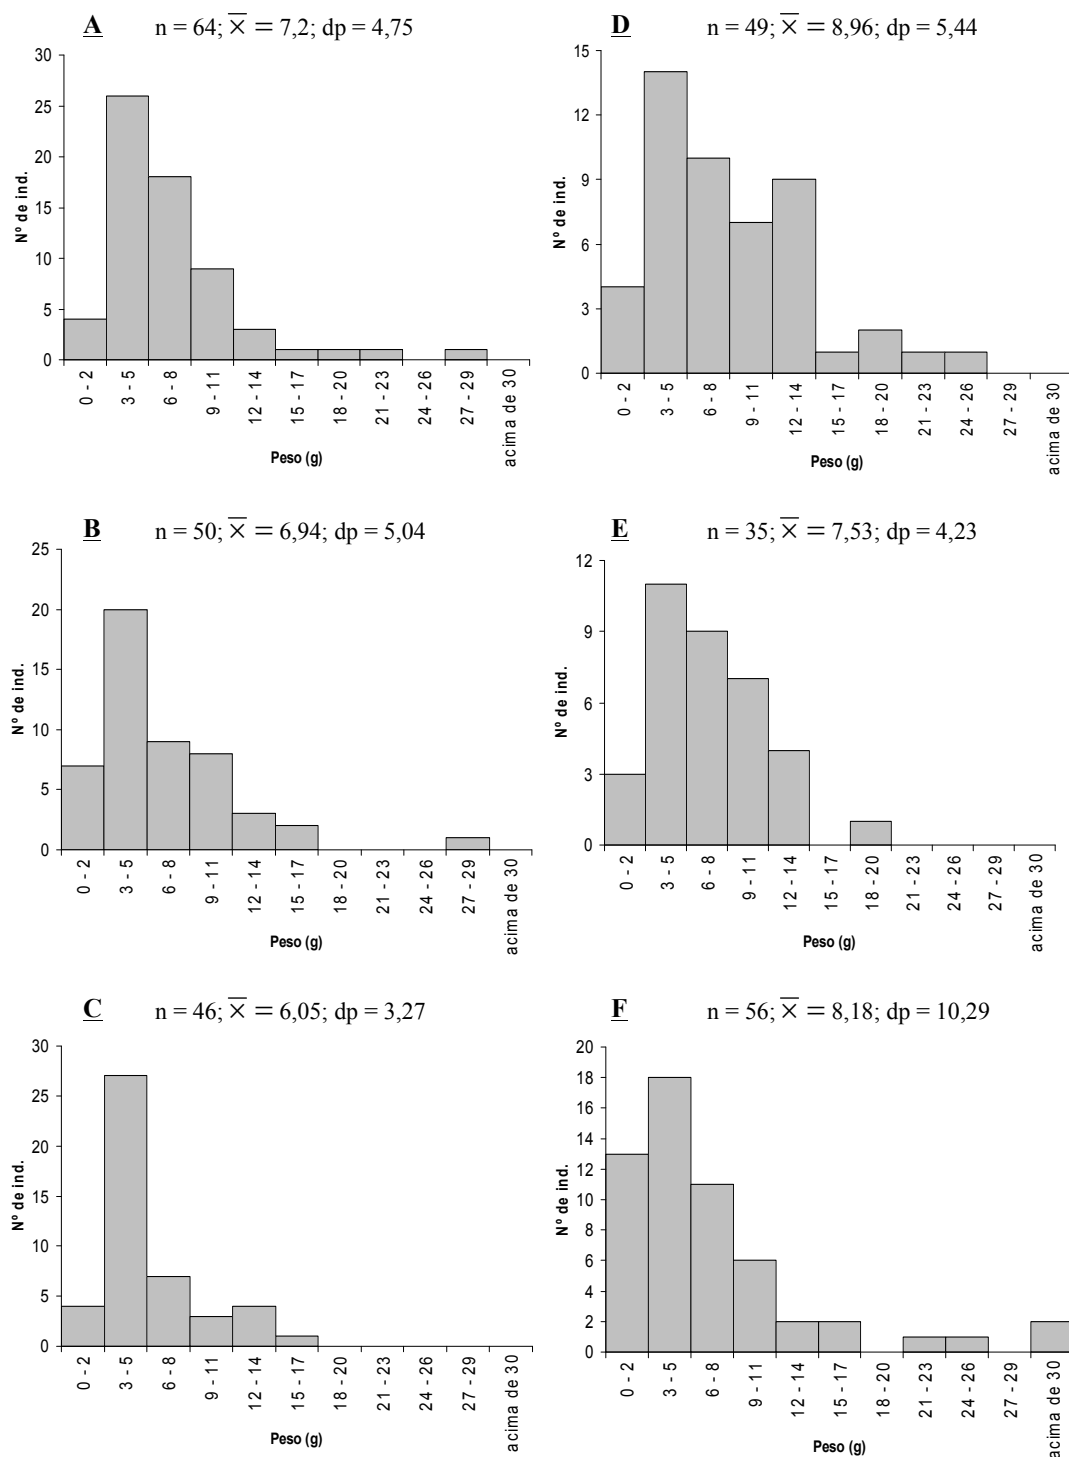 A n = 64; x̄ = 7,2; dp = 4,75
30
25
20
15
10
5
0
Nº de ind.
0 - 2
3 - 5
6 - 8
9 - 11
12 - 14
15 - 17
18 - 20
21 - 23
24 - 26
27 - 29
acima de 30
Peso (g)
D n = 49; x̄ = 8,96; dp = 5,44
15
12
9
6
3
0
Nº de ind.
0 - 2
3 - 5
6 - 8
9 - 11
12 - 14
15 - 17
18 - 20
21 - 23
24 - 26
27 - 29
acima de 30
Peso (g)
B n = 50; x̄ = 6,94; dp = 5,04
25
20
15
10
5
0
Nº de ind.
0 - 2
3 - 5
6 - 8
9 - 11
12 - 14
15 - 17
18 - 20
21 - 23
24 - 26
27 - 29
acima de 30
Peso (g)
E n = 35; x̄ = 7,53; dp = 4,23
12
9
6
3
0
Nº de ind.
0 - 2
3 - 5
6 - 8
9 - 11
12 - 14
15 - 17
18 - 20
21 - 23
24 - 26
27 - 29
acima de 30
Peso (g)
C n = 46; x̄ = 6,05; dp = 3,27
30
25
20
15
10
5
0
Nº de ind.
0 - 2
3 - 5
6 - 8
9 - 11
12 - 14
15 - 17
18 - 20
21 - 23
24 - 26
27 - 29
acima de 30
Peso (g)
F n = 56; x̄ = 8,18; dp = 10,29
20
18
16
14
12
10
8
6
4
2
0
Nº de ind.
0 - 2
3 - 5
6 - 8
9 - 11
12 - 14
15 - 17
18 - 20
21 - 23
24 - 26
27 - 29
acima de 30
Peso (g)